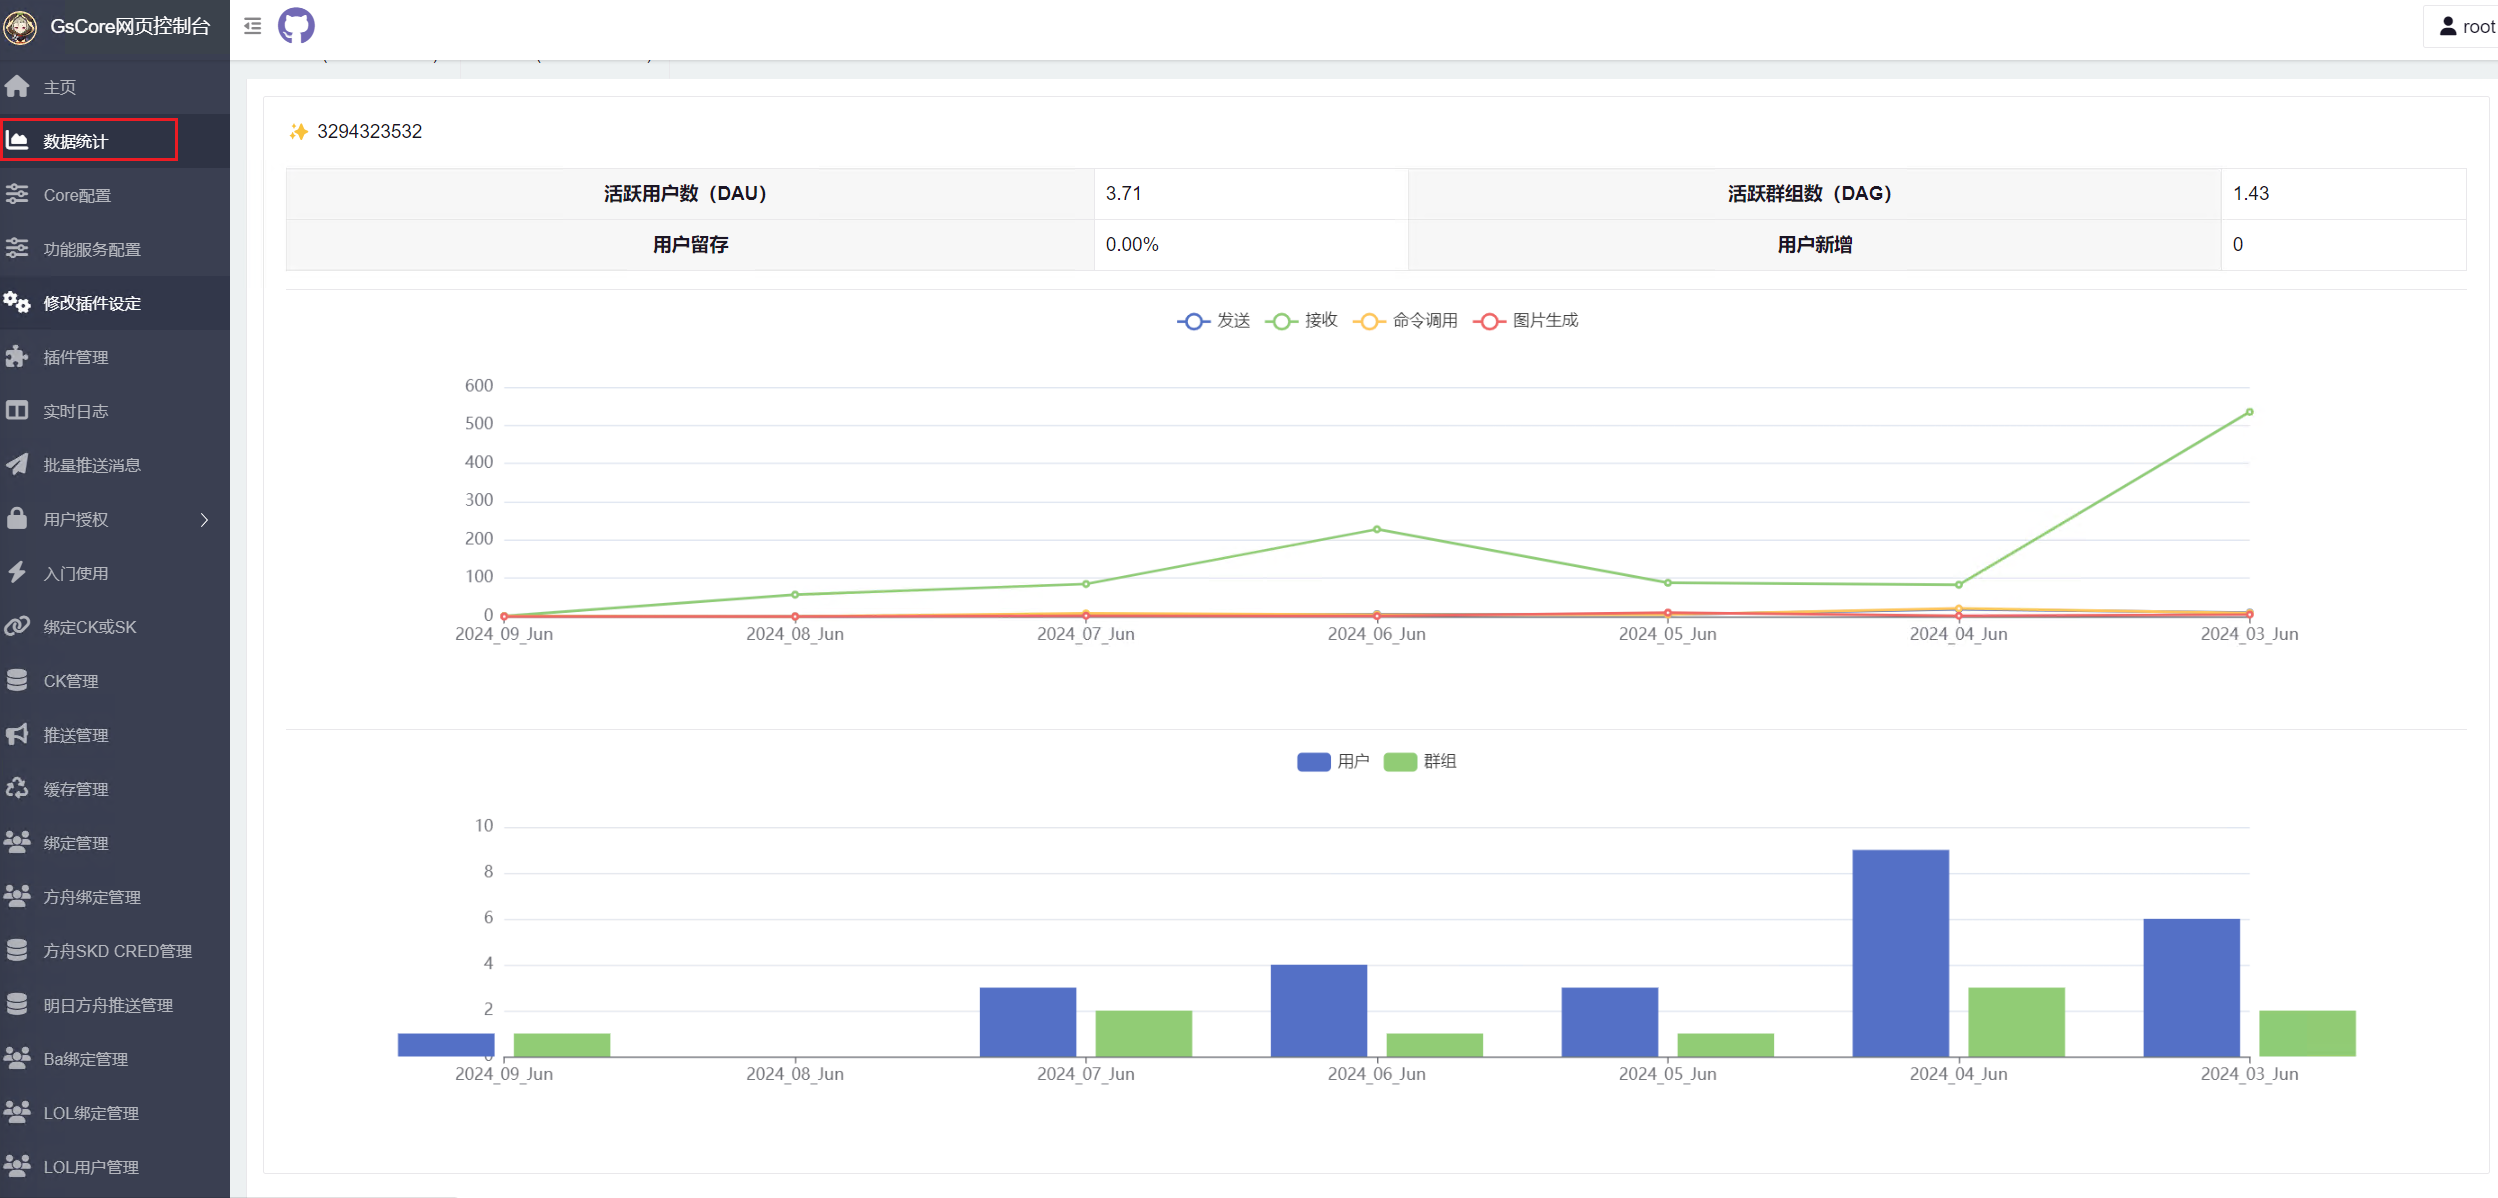 GsCore网页控制台
root
主页
数据统计
Core配置
功能服务配置
修改插件设定
插件管理
实时日志
批量推送消息
用户授权
入门使用
绑定CK或SK
CK管理
推送管理
缓存管理
绑定管理
方舟绑定管理
方舟SKD CRED管理
明日方舟推送管理
Ba绑定管理
LOL绑定管理
LOL用户管理
3294323532
活跃用户数（DAU） 3.71 活跃群组数（DAG） 1.43
用户留存 0.00% 用户新增 0
发送 接收 命令调用 图片生成
600
500
400
300
200
100
0
2024_09_Jun 2024_08_Jun 2024_07_Jun 2024_06_Jun 2024_05_Jun 2024_04_Jun 2024_03_Jun
用户 群组
10
8
6
4
2
0
2024_09_Jun 2024_08_Jun 2024_07_Jun 2024_06_Jun 2024_05_Jun 2024_04_Jun 2024_03_Jun